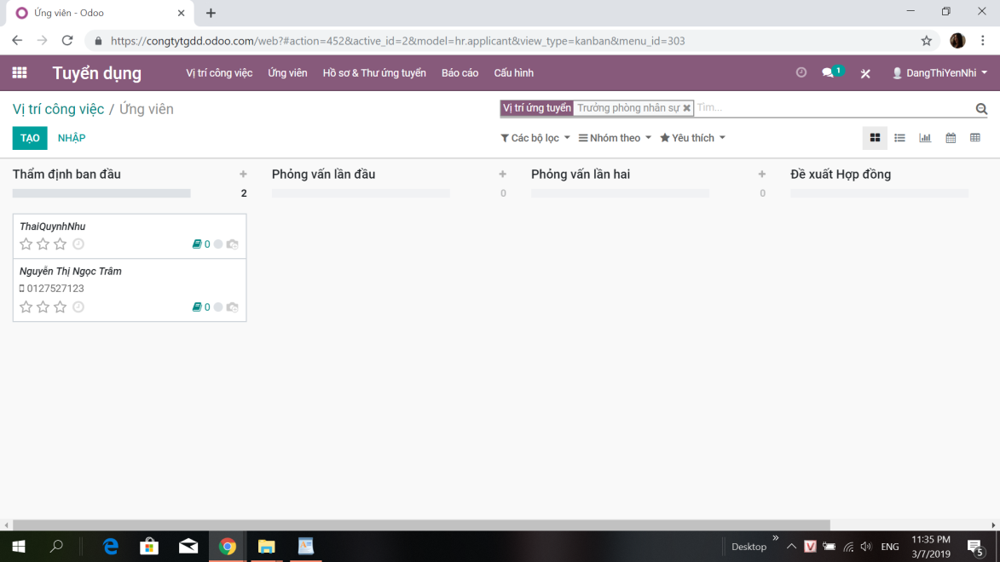 Ứng viên - Odoo
https://congtytgdd.odoo.com/web?#action=452&active_id=2&model=hr.applicant&view_type=kanban&menu_id=303
Tuyển dụng Vị trí công việc Ứng viên Hồ sơ & Thư ứng tuyển Báo cáo Cấu hình 1 DangThiYenNhi
Vị trí công việc / Ứng viên Vị trí ứng tuyển Trưởng phòng nhân sự Tìm...
TẠO NHẬP Các bộ lọc Nhóm theo Yêu thích
Thẩm định ban đầu Phỏng vấn lần đầu Phỏng vấn lần hai Đề xuất Hợp đồng
2 0 0
ThaiQuynhNhu
0
Nguyễn Thị Ngọc Trâm
0127527123
0
Desktop ENG 11:35 PM
3/7/2019 5